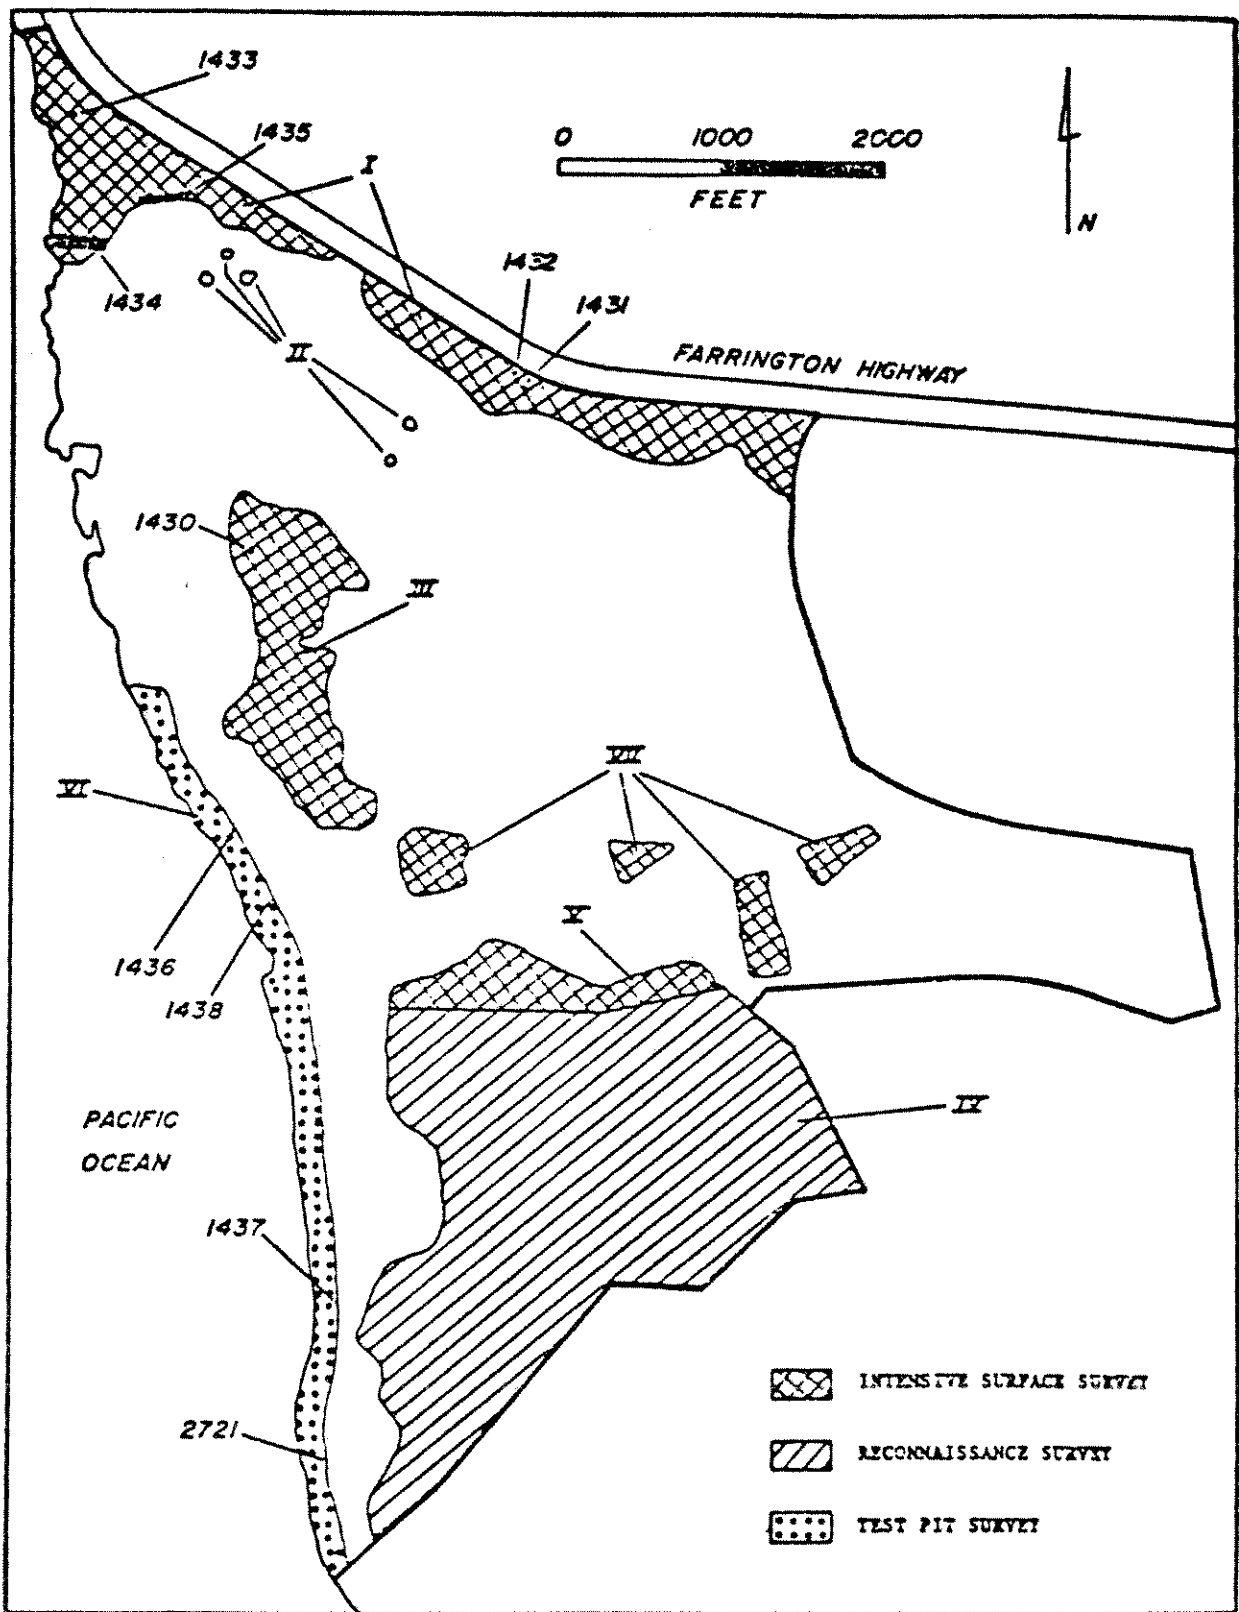 1433
1435
I
0 1000 2000
FEET
N
1432
1434
1431
II
FARRINGTON HIGHWAY
1430
III
VII
VI
V
1436
1438
IV
PACIFIC
OCEAN
1437
INTENSIVE SURFACE SURVEY
2721
RECONNAISSANCE SURVEY
TEST PIT SURVEY